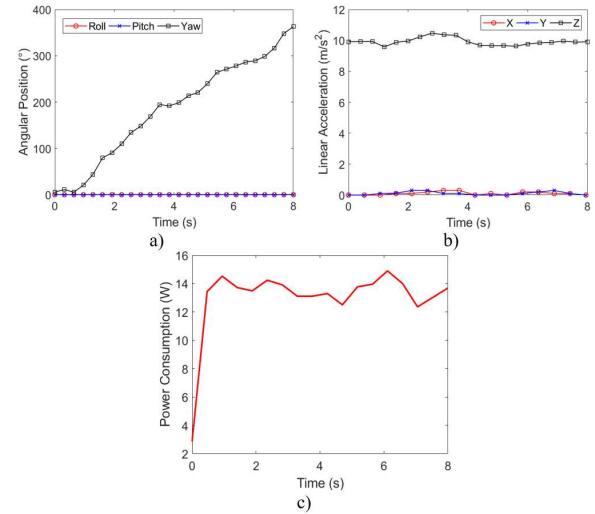 Roll Pitch Yaw
Angular Position (°)
400
300
200
100
0
0 2 4 6 8
Time (s)
a)
X Y Z
Linear Acceleration (m/s²)
12
10
8
6
4
2
0
0 2 4 6 8
Time (s)
b)
Power Consumption (W)
16
14
12
10
8
6
4
2
0 2 4 6 8
Time (s)
c)